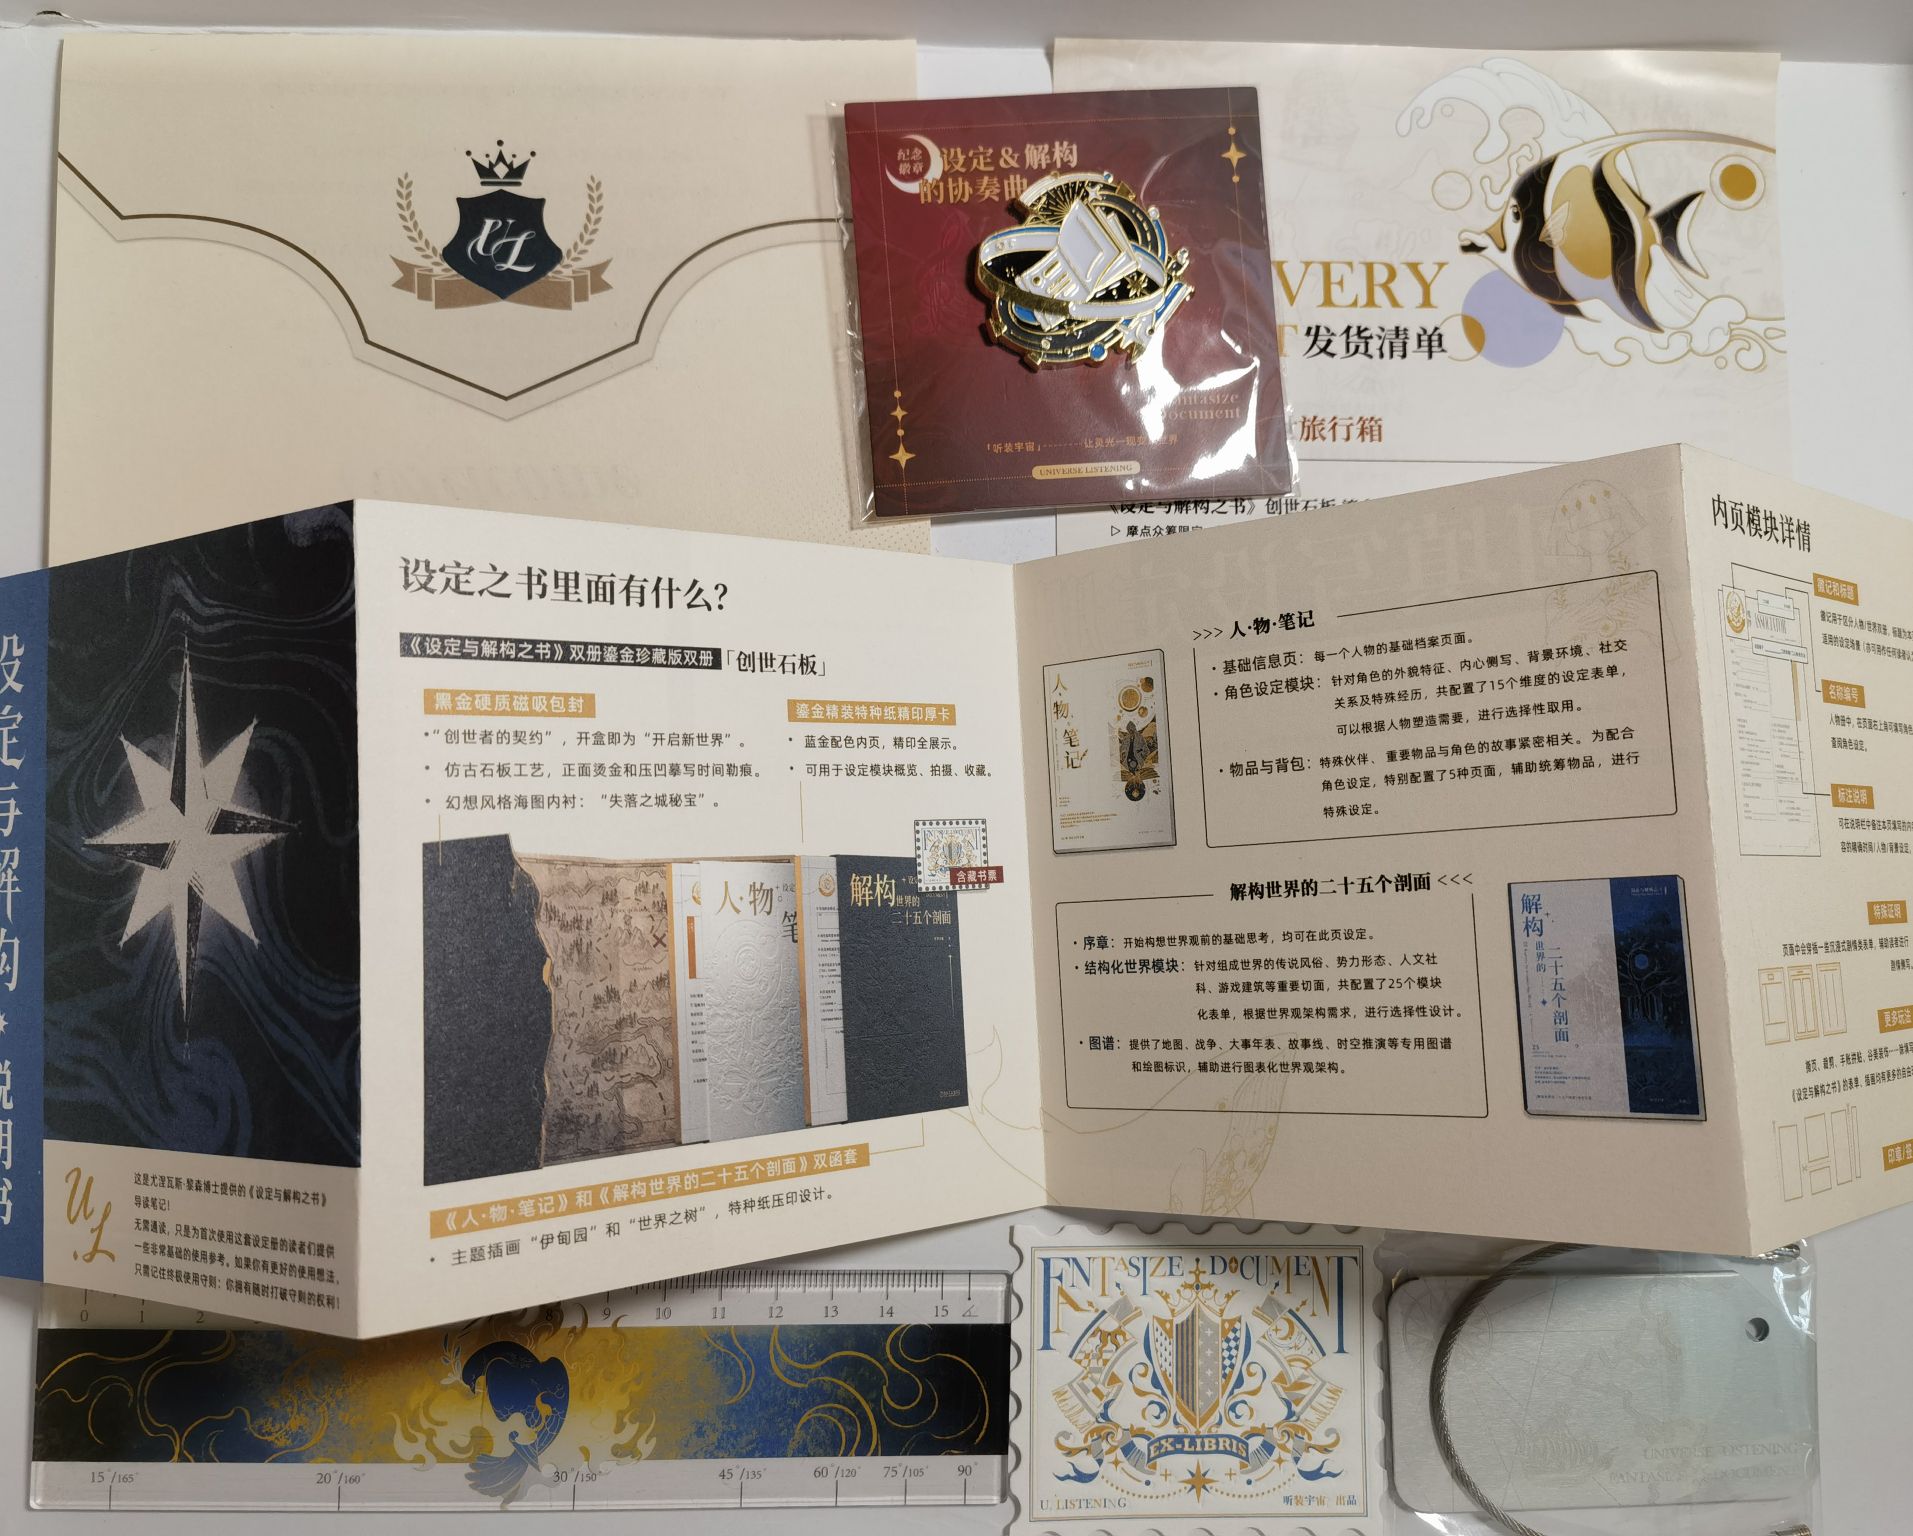 UL
纪念
徽章
设定&解构
的协奏曲
ntasize
ocument
「听装宇宙」
让灵光一现变
世界
UNIVERSE LISTENING
VERY
T 发货清单
旅行箱
《设定与解构之书》创世石板
▷ 摩点众筹限定
设定与解构
说明书
U.L
这是尤涅瓦斯·黎森博士提供的《设定与解构之书》
导读笔记!
无需通读,只是为首次使用这套设定册的读者们提供
一些非常基础的使用参考。如果你有更好的使用想法,
只需记住终极使用守则:你拥有随时打破守则的权利!
设定之书里面有什么?
《设定与解构之书》双册鎏金珍藏版双册「创世石板」
黑金硬质磁吸包封
•“创世者的契约”,开盒即为“开启新世界”。
• 仿古石板工艺,正面烫金和压凹摹写时间勒痕。
• 幻想风格海图内衬:“失落之城秘宝”。
鎏金精装特种纸精印厚卡
• 蓝金配色内页,精印全展示。
• 可用于设定模块概览、拍摄、收藏。
含藏书票
人·物
笔
解构世界的
二十五个剖面
《人·物·笔记》和《解构世界的二十五个剖面》双函套
• 主题插画“伊甸园”和“世界之树”,特种纸压印设计。
>>> 人·物·笔记
人·物·笔记
• 基础信息页:每一个人物的基础档案页面。
• 角色设定模块:针对角色的外貌特征、内心侧写、背景环境、社交
关系及特殊经历,共配置了15个维度的设定表单,
可以根据人物塑造需要,进行选择性取用。
• 物品与背包:特殊伙伴、重要物品与角色的故事紧密相关。为配合
角色设定,特别配置了5种页面,辅助统筹物品,进行
特殊设定。
解构世界的二十五个剖面 <<<
• 序章:开始构想世界观前的基础思考,均可在此页设定。
• 结构化世界模块:针对组成世界的传说风俗、势力形态、人文社
科、游戏建筑等重要切面,共配置了25个模块
化表单,根据世界观架构需求,进行选择性设计。
• 图谱:提供了地图、战争、大事年表、故事线、时空推演等专用图谱
和绘图标识,辅助进行图表化世界观架构。
解构
世界的
二十五个剖面
内页模块详情
徽记和标题
徽记用于区分人物/世界双册,标题为本
适用的设定场景(亦可用作任何读者认
名称编号
人物册中,在页面右上角可填写角色
查阅角色设定。
标注说明
可在说明栏中备注本页填写的内
容的精确时间/人物/背景设定,
特殊证明
页面中会穿插一些沉浸式剧情类表单,辅助读者进行
剧情侧写。
更多玩法
撕页、裁剪、手帐拼贴、谷美装饰……一体填写
《设定与解构之书》的表单、插画均有更多的自由
印章/签
0 1 2 8 9 10 11 12 13 14 15
15°/165° 20°/160° 30°/150° 45°/135° 60°/120° 75°/105° 90°
FANTASIZE DOCUMENT
EX-LIBRIS
U. LISTENING
听装宇宙 出品
UNIVERSE LISTENING
FANTASIZE DOCUMENT